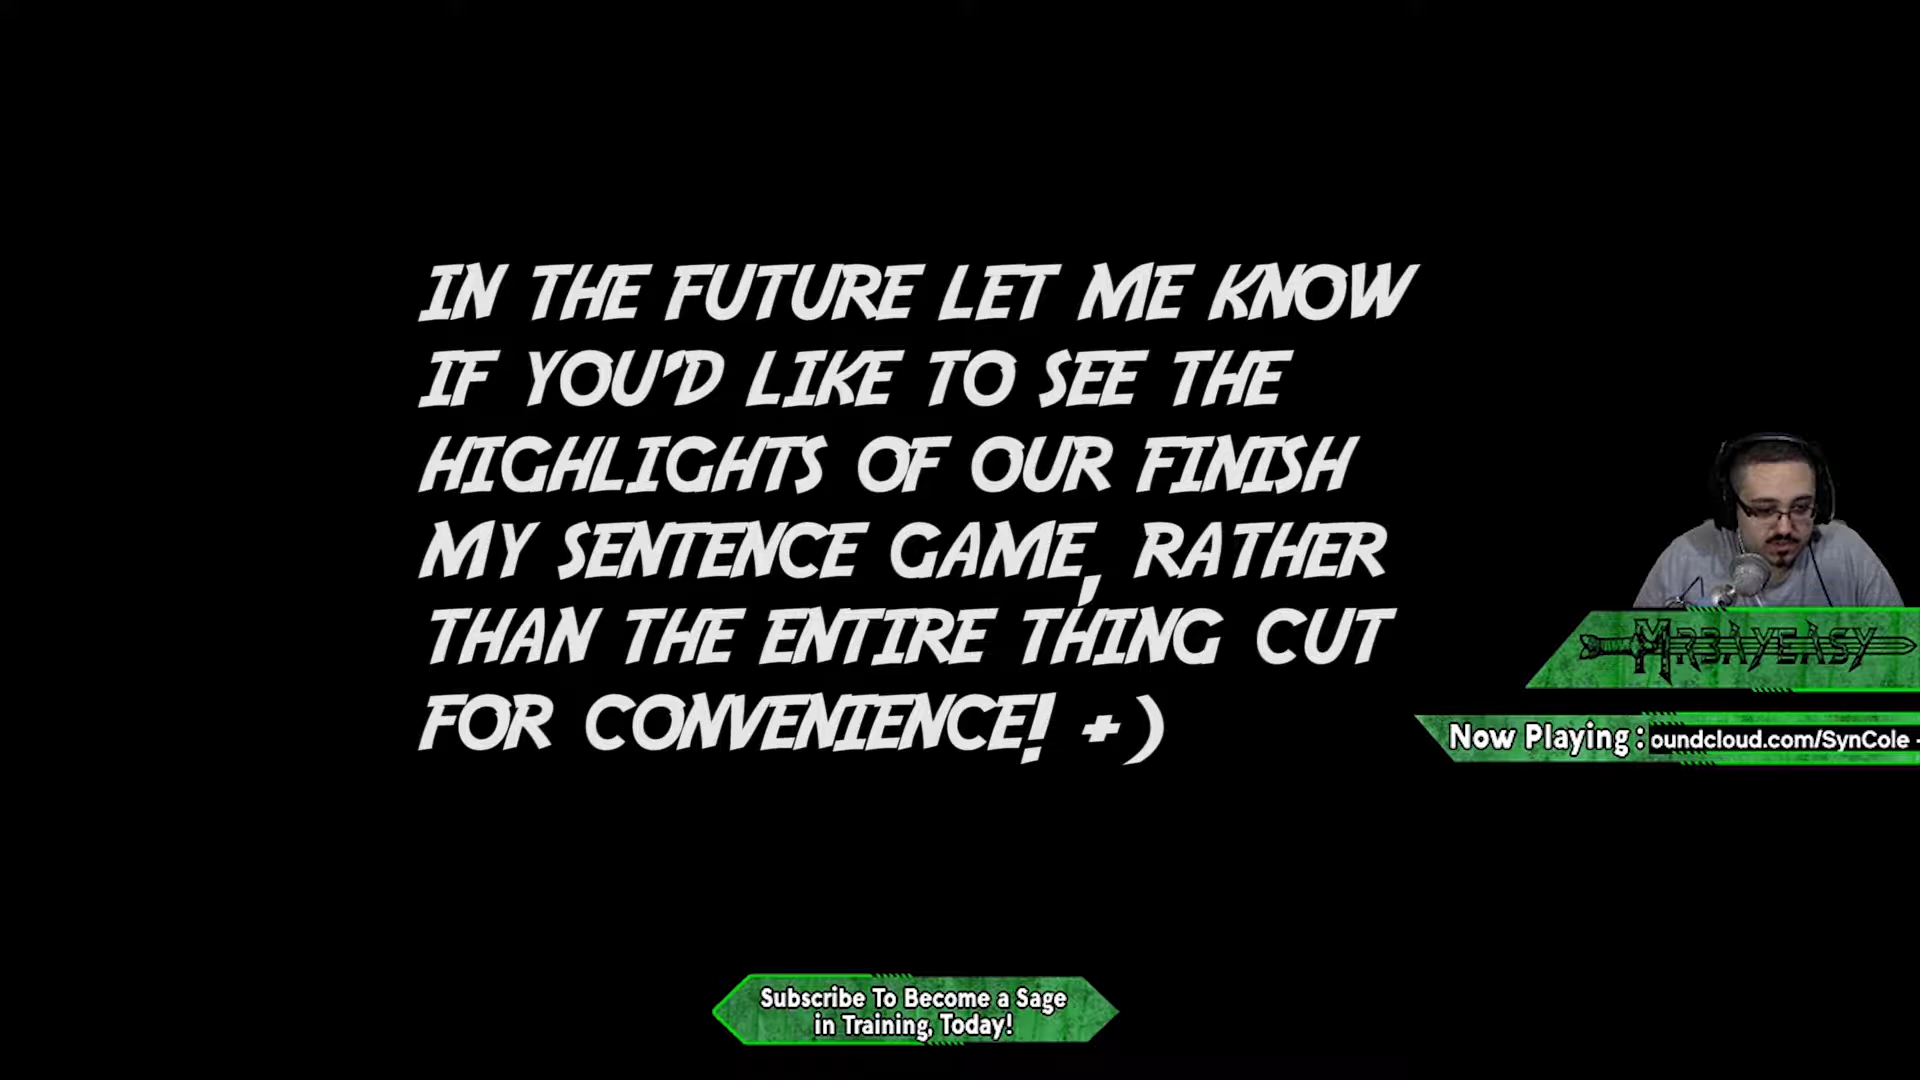 IN THE FUTURE LET ME KNOW
IF YOU'D LIKE TO SEE THE
HIGHLIGHTS OF OUR FINISH
MY SENTENCE GAME, RATHER
THAN THE ENTIRE THING CUT
FOR CONVENIENCE! +)
MR3AYEASY
Now Playing : oundcloud.com/SynCole -
Subscribe To Become a Sage
in Training, Today!